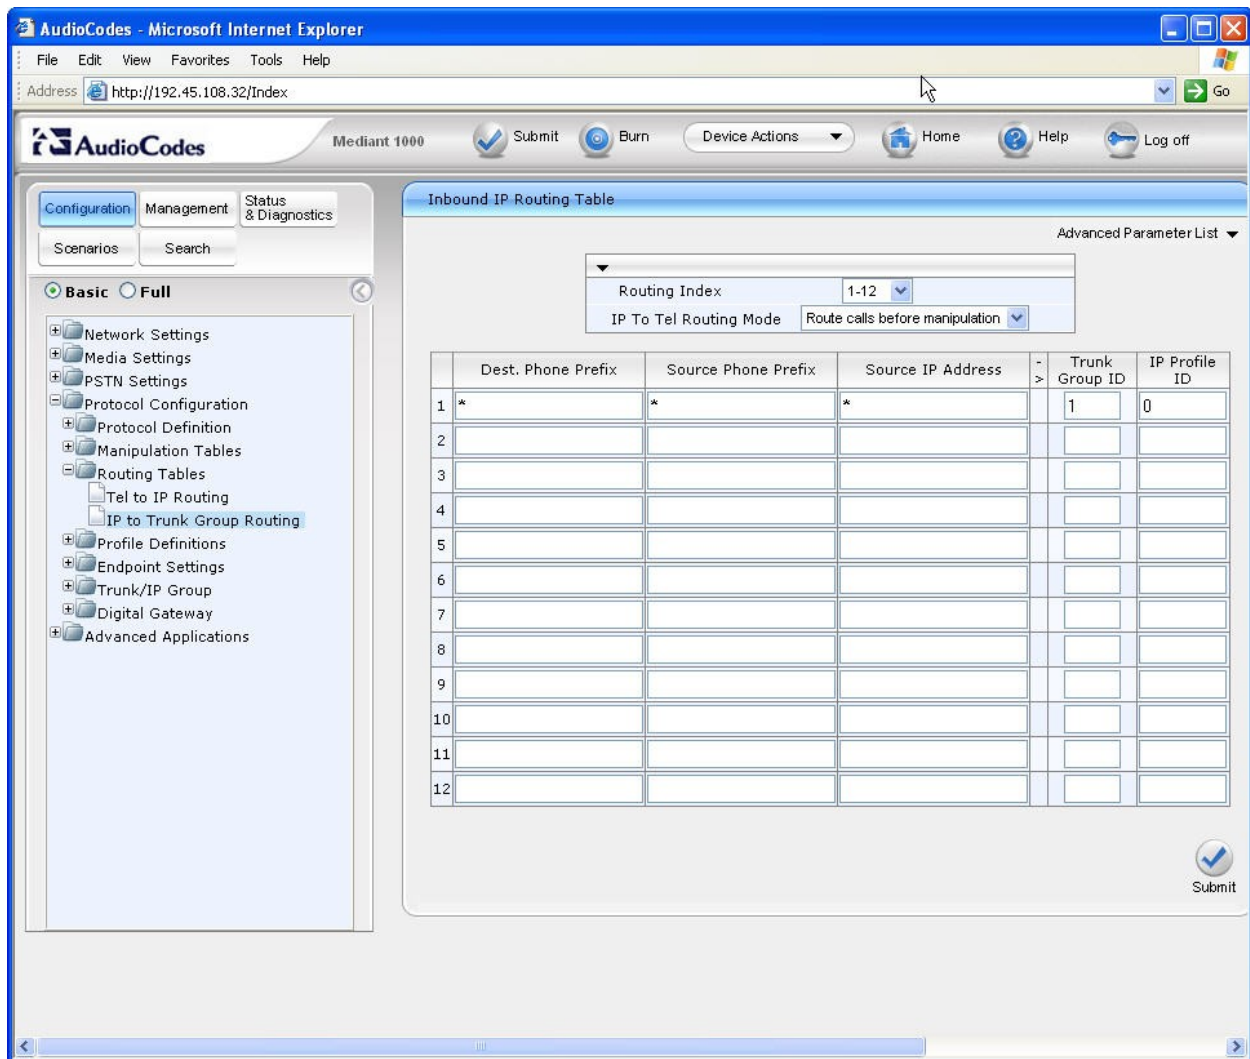 AudioCodes - Microsoft Internet Explorer
File Edit View Favorites Tools Help
Address http://192.45.108.32/Index Go
AudioCodes Mediant 1000 Submit Burn Device Actions Home Help Log off
Configuration Management Status & Diagnostics
Scenarios Search
Basic Full
Network Settings
Media Settings
PSTN Settings
Protocol Configuration
Protocol Definition
Manipulation Tables
Routing Tables
Tel to IP Routing
IP to Trunk Group Routing
Profile Definitions
Endpoint Settings
Trunk/IP Group
Digital Gateway
Advanced Applications
Inbound IP Routing Table
Advanced Parameter List
Routing Index 1-12
IP To Tel Routing Mode Route calls before manipulation
Dest. Phone Prefix Source Phone Prefix Source IP Address -> Trunk Group ID IP Profile ID
1 * * * 1 0
2
3
4
5
6
7
8
9
10
11
12
Submit